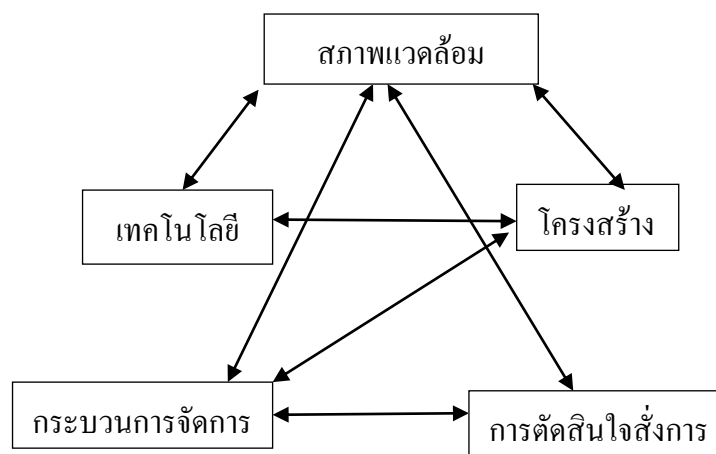 สภาพแวดล้อม
เทคโนโลยี
โครงสร้าง
กระบวนการจัดการ
การตัดสินใจสั่งการ